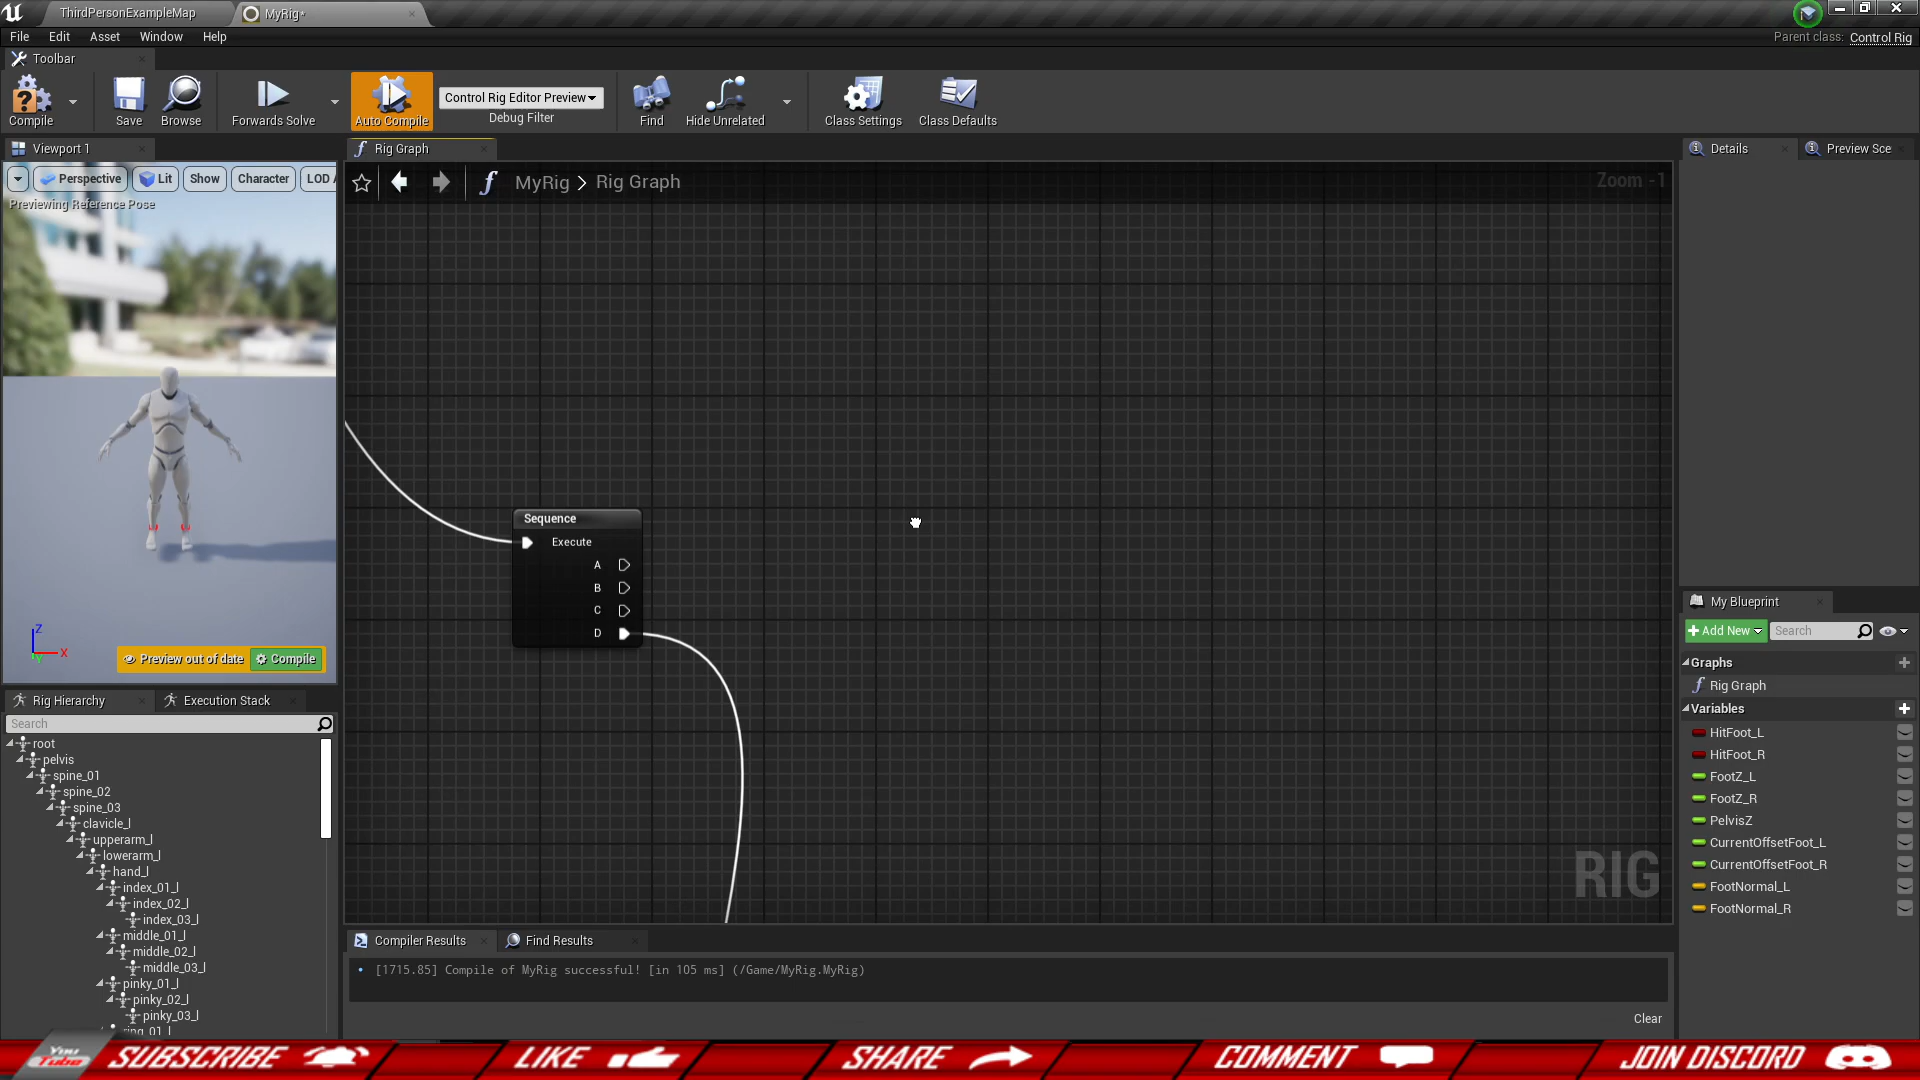 ThirdPersonExampleMap
MyRig*
File Edit Asset Window Help
Parent class: Control Rig
Toolbar
Compile
Save
Browse
Forwards Solve
Auto Compile
Control Rig Editor Preview
Debug Filter
Find
Hide Unrelated
Class Settings
Class Defaults
Viewport 1
Rig Graph
Details
Preview Sce
Perspective
Lit
Show
Character
LOD A
Previewing Reference Pose
MyRig > Rig Graph
Zoom -1
Sequence
Execute
A
B
C
D
RIG
Z
X
Y
Preview out of date
Compile
Rig Hierarchy
Execution Stack
Search
root
pelvis
spine_01
spine_02
spine_03
clavicle_l
upperarm_l
lowerarm_l
hand_l
index_01_l
index_02_l
index_03_l
middle_01_l
middle_02_l
middle_03_l
pinky_01_l
pinky_02_l
pinky_03_l
ring_01_l
Compiler Results
Find Results
[1715.85] Compile of MyRig successful! [in 105 ms] (/Game/MyRig.MyRig)
Clear
My Blueprint
Add New
Search
Graphs
Rig Graph
Variables
HitFoot_L
HitFoot_R
FootZ_L
FootZ_R
PelvisZ
CurrentOffsetFoot_L
CurrentOffsetFoot_R
FootNormal_L
FootNormal_R
You Tube
SUBSCRIBE
LIKE
SHARE
COMMENT
JOIN DISCORD